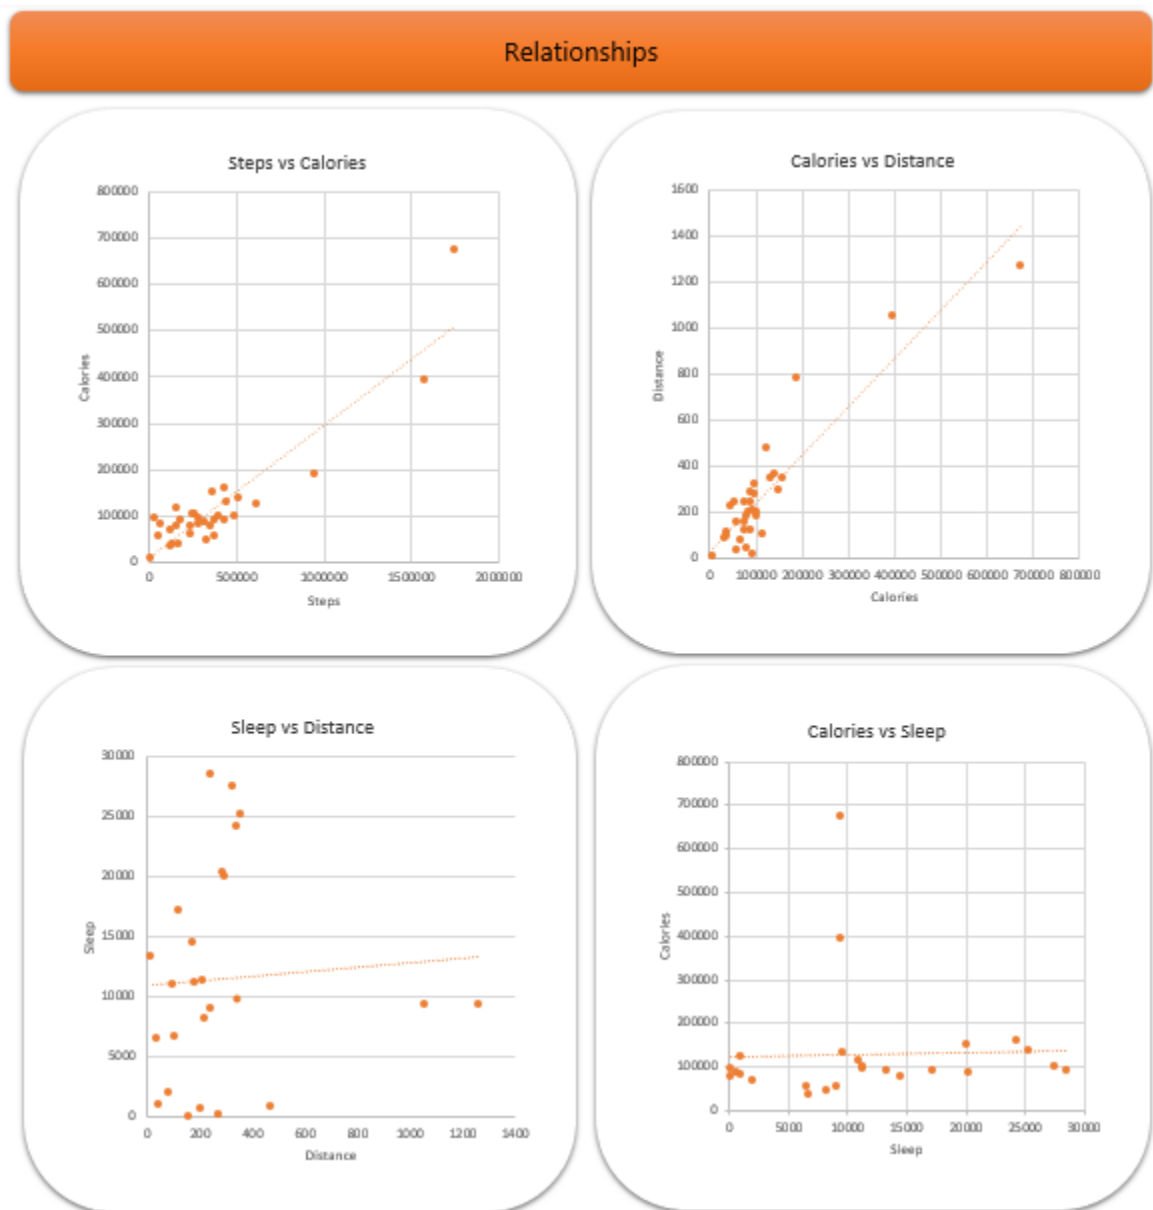 Relationships
Steps vs Calories
800000
700000
600000
500000
400000
300000
200000
100000
0
Calories
0 500000 1000000 1500000 2000000
Steps
Calories vs Distance
1600
1400
1200
1000
800
600
400
200
0
Distance
0 100000 200000 300000 400000 500000 600000 700000 800000
Calories
Sleep vs Distance
30000
25000
20000
15000
10000
5000
0
Sleep
0 200 400 600 800 1000 1200 1400
Distance
Calories vs Sleep
800000
700000
600000
500000
400000
300000
200000
100000
0
Calories
0 5000 10000 15000 20000 25000 30000
Sleep